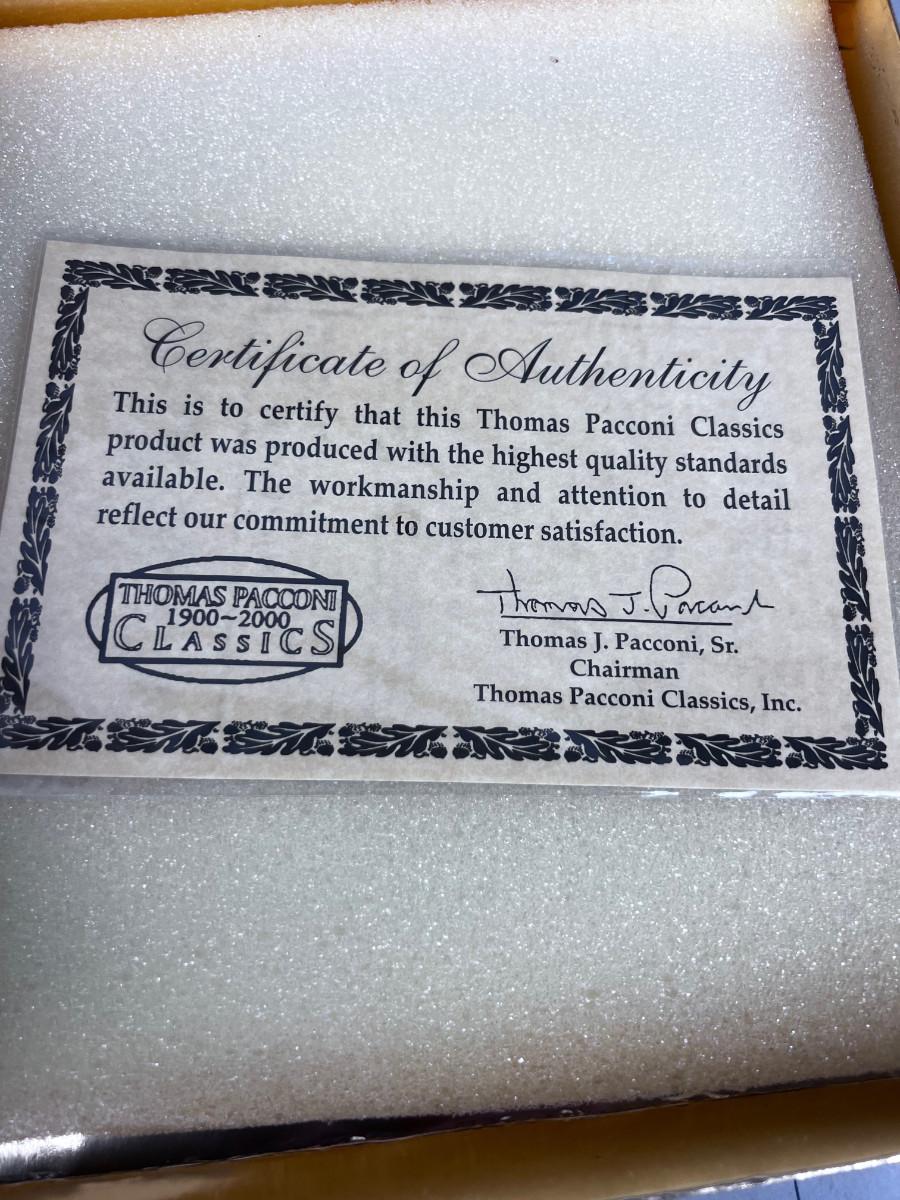 Certificate of Authenticity
This is to certify that this Thomas Pacconi Classics
product was produced with the highest quality standards
available. The workmanship and attention to detail
reflect our commitment to customer satisfaction.
THOMAS PACCONI
1900~2000
CLASSICS
Thomas J. Pacconi
Thomas J. Pacconi, Sr.
Chairman
Thomas Pacconi Classics, Inc.